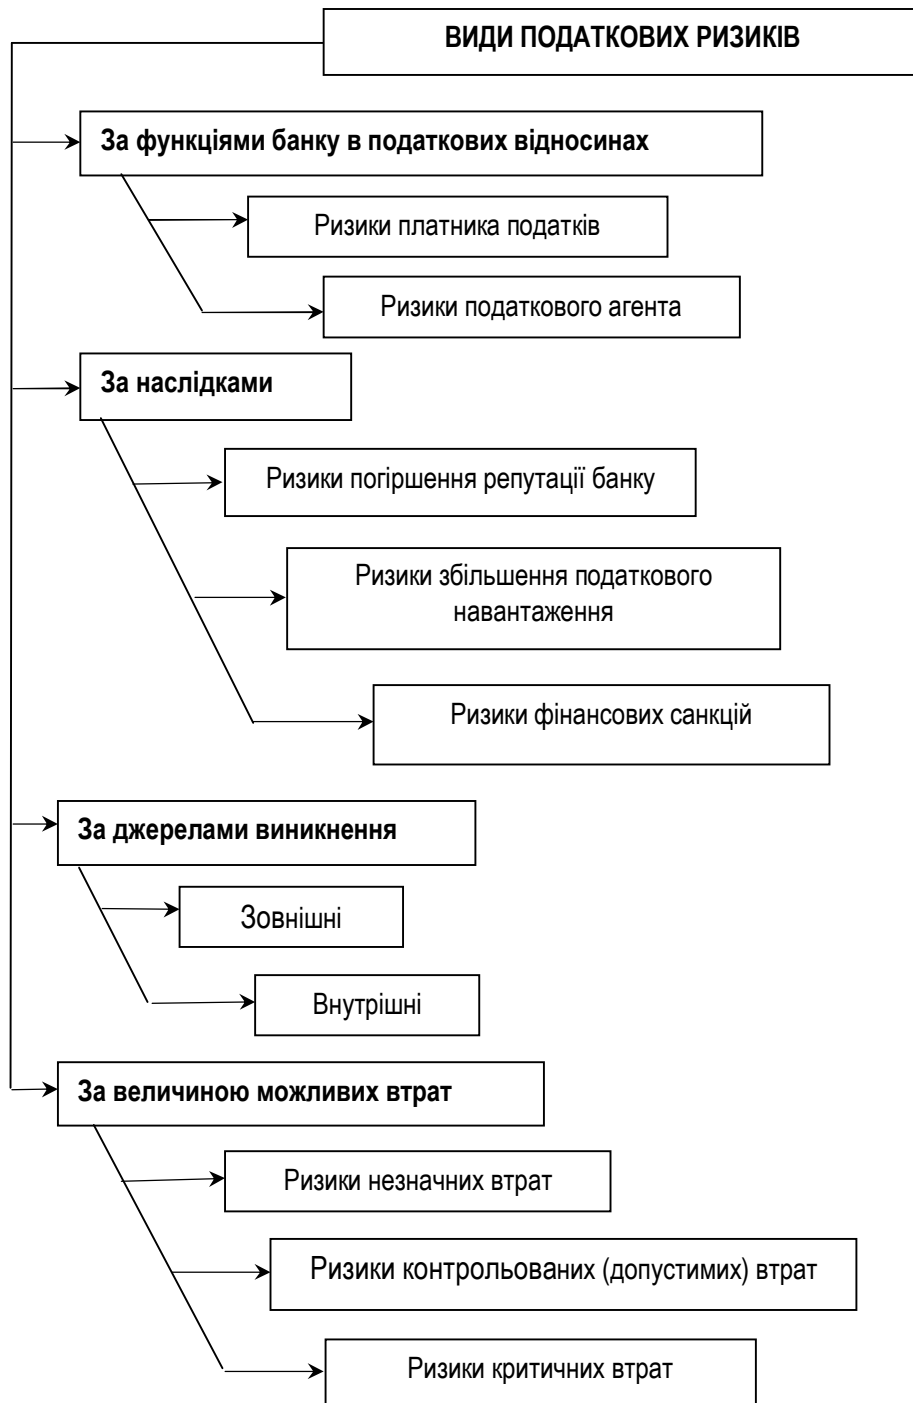 ВИДИ ПОДАТКОВИХ РИЗИКІВ
За функціями банку в податкових відносинах
Ризики платника податків
Ризики податкового агента
За наслідками
Ризики погіршення репутації банку
Ризики збільшення податкового
навантаження
Ризики фінансових санкцій
За джерелами виникнення
Зовнішні
Внутрішні
За величиною можливих втрат
Ризики незначних втрат
Ризики контрольованих (допустимих) втрат
Ризики критичних втрат